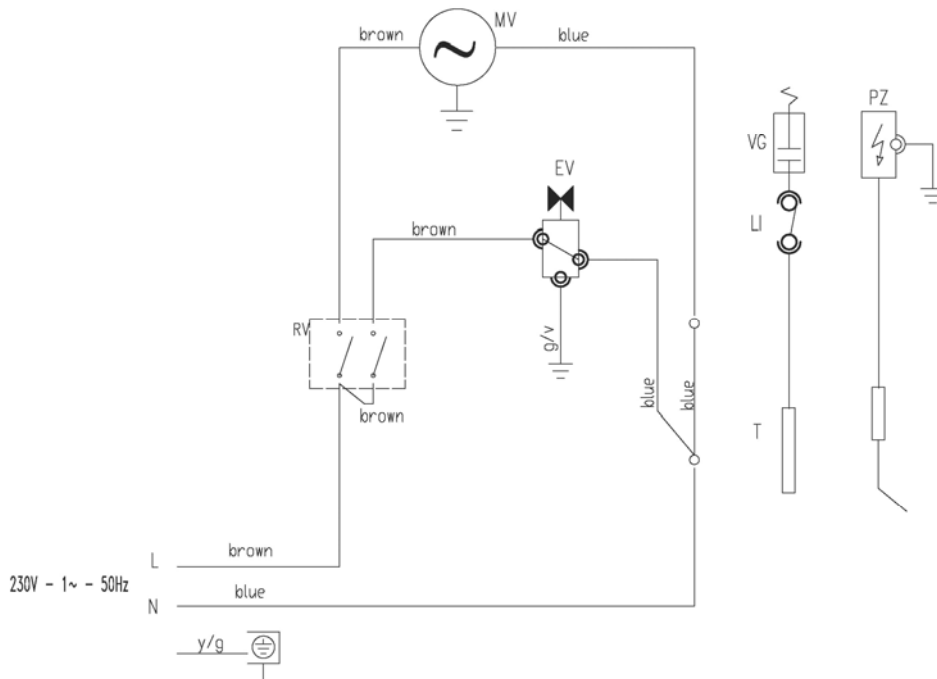 MV
brown
blue
PZ
VG
EV
LI
brown
RV
g/v
blue
blue
brown
T
L
brown
230V - 1~ - 50Hz
N
blue
y/g